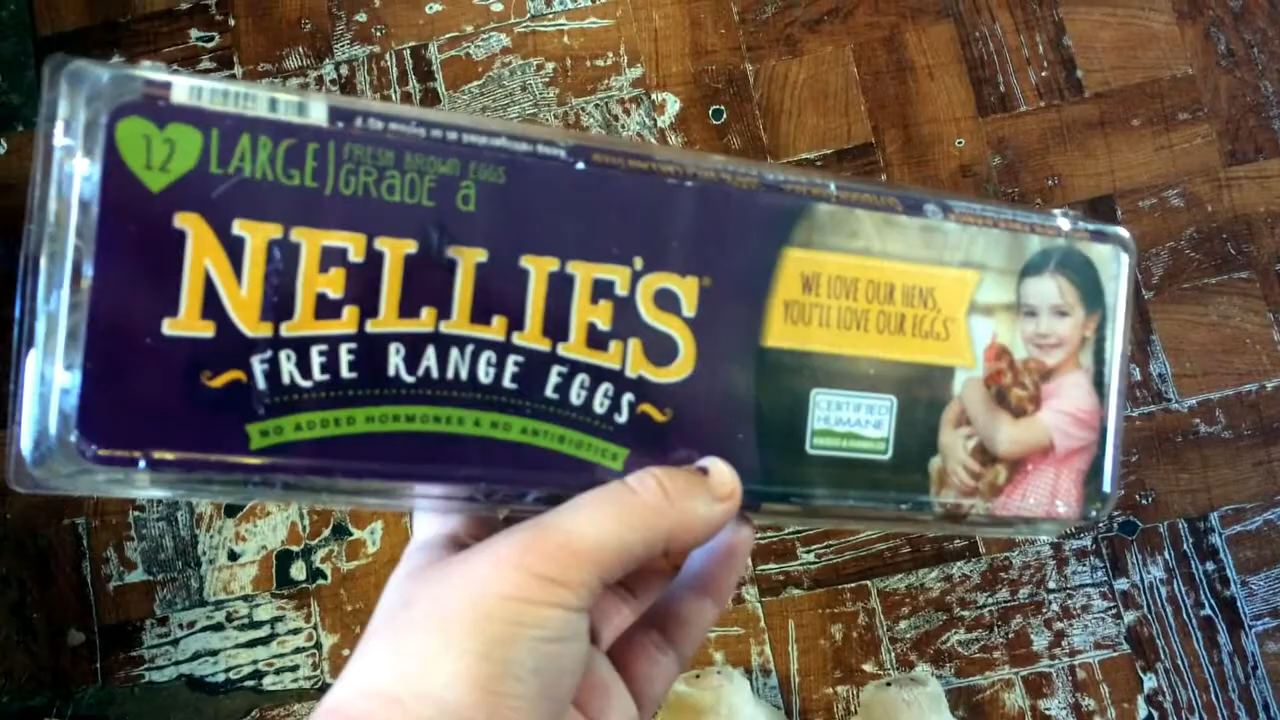 12
LARGE
FRESH BROWN EGGS
GRADE a
NELLIE'S
FREE RANGE EGGS
NO ADDED HORMONES & NO ANTIBIOTICS
WE LOVE OUR HENS,
YOU'LL LOVE OUR EGGS
CERTIFIED
HUMANE